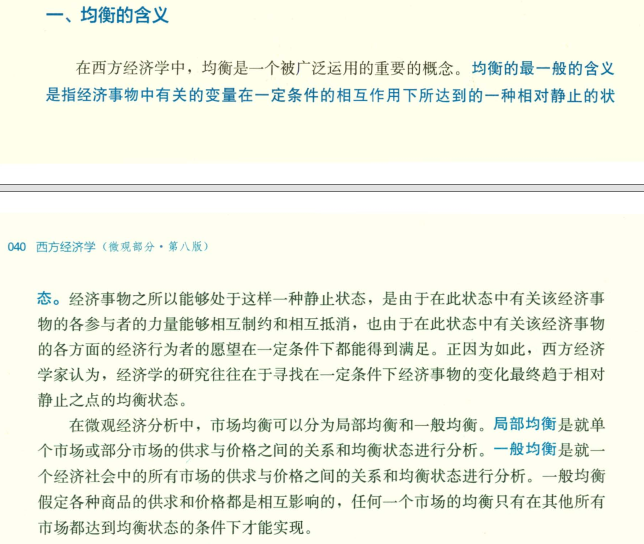 一、均衡的含义
在西方经济学中，均衡是一个被广泛运用的重要的概念。均衡的最一般的含义
是指经济事物中有关的变量在一定条件的相互作用下所达到的一种相对静止的状
040 西方经济学（微观部分·第八版）
态。经济事物之所以能够处于这样一种静止状态，是由于在此状态中有关该经济事
物的各参与者的力量能够相互制约和相互抵消，也由于在此状态中有关该经济事物
的各方面的经济行为者的愿望在一定条件下都能得到满足。正因为如此，西方经济
学家认为，经济学的研究往往在于寻找在一定条件下经济事物的变化最终趋于相对
静止之点的均衡状态。
在微观经济分析中，市场均衡可以分为局部均衡和一般均衡。局部均衡是就单
个市场或部分市场的供求与价格之间的关系和均衡状态进行分析。一般均衡是就一
个经济社会中的所有市场的供求与价格之间的关系和均衡状态进行分析。一般均衡
假定各种商品的供求和价格都是相互影响的，任何一个市场的均衡只有在其他所有
市场都达到均衡状态的条件下才能实现。